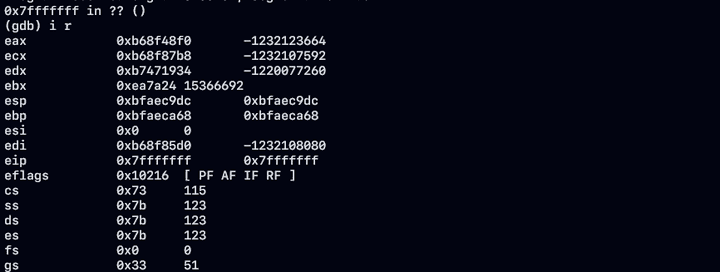 0x7fffffff in ?? ()
(gdb) i r
eax 0xb68f48f0 -1232123664
ecx 0xb68f87b8 -1232107592
edx 0xb7471934 -1220077260
ebx 0xea7a24 15366692
esp 0xbfaec9dc 0xbfaec9dc
ebp 0xbfaeca68 0xbfaeca68
esi 0x0 0
edi 0xb68f85d0 -1232108080
eip 0x7fffffff 0x7fffffff
eflags 0x10216 [ PF AF IF RF ]
cs 0x73 115
ss 0x7b 123
ds 0x7b 123
es 0x7b 123
fs 0x0 0
gs 0x33 51